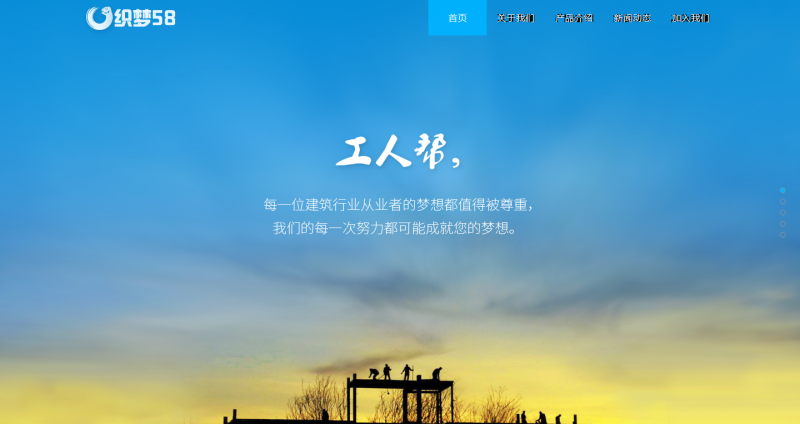 织梦58
首页 关于我们 产品介绍 新闻动态 加入我们
工人帮，
每一位建筑行业从业者的梦想都值得被尊重，
我们的每一次努力都可能成就您的梦想。